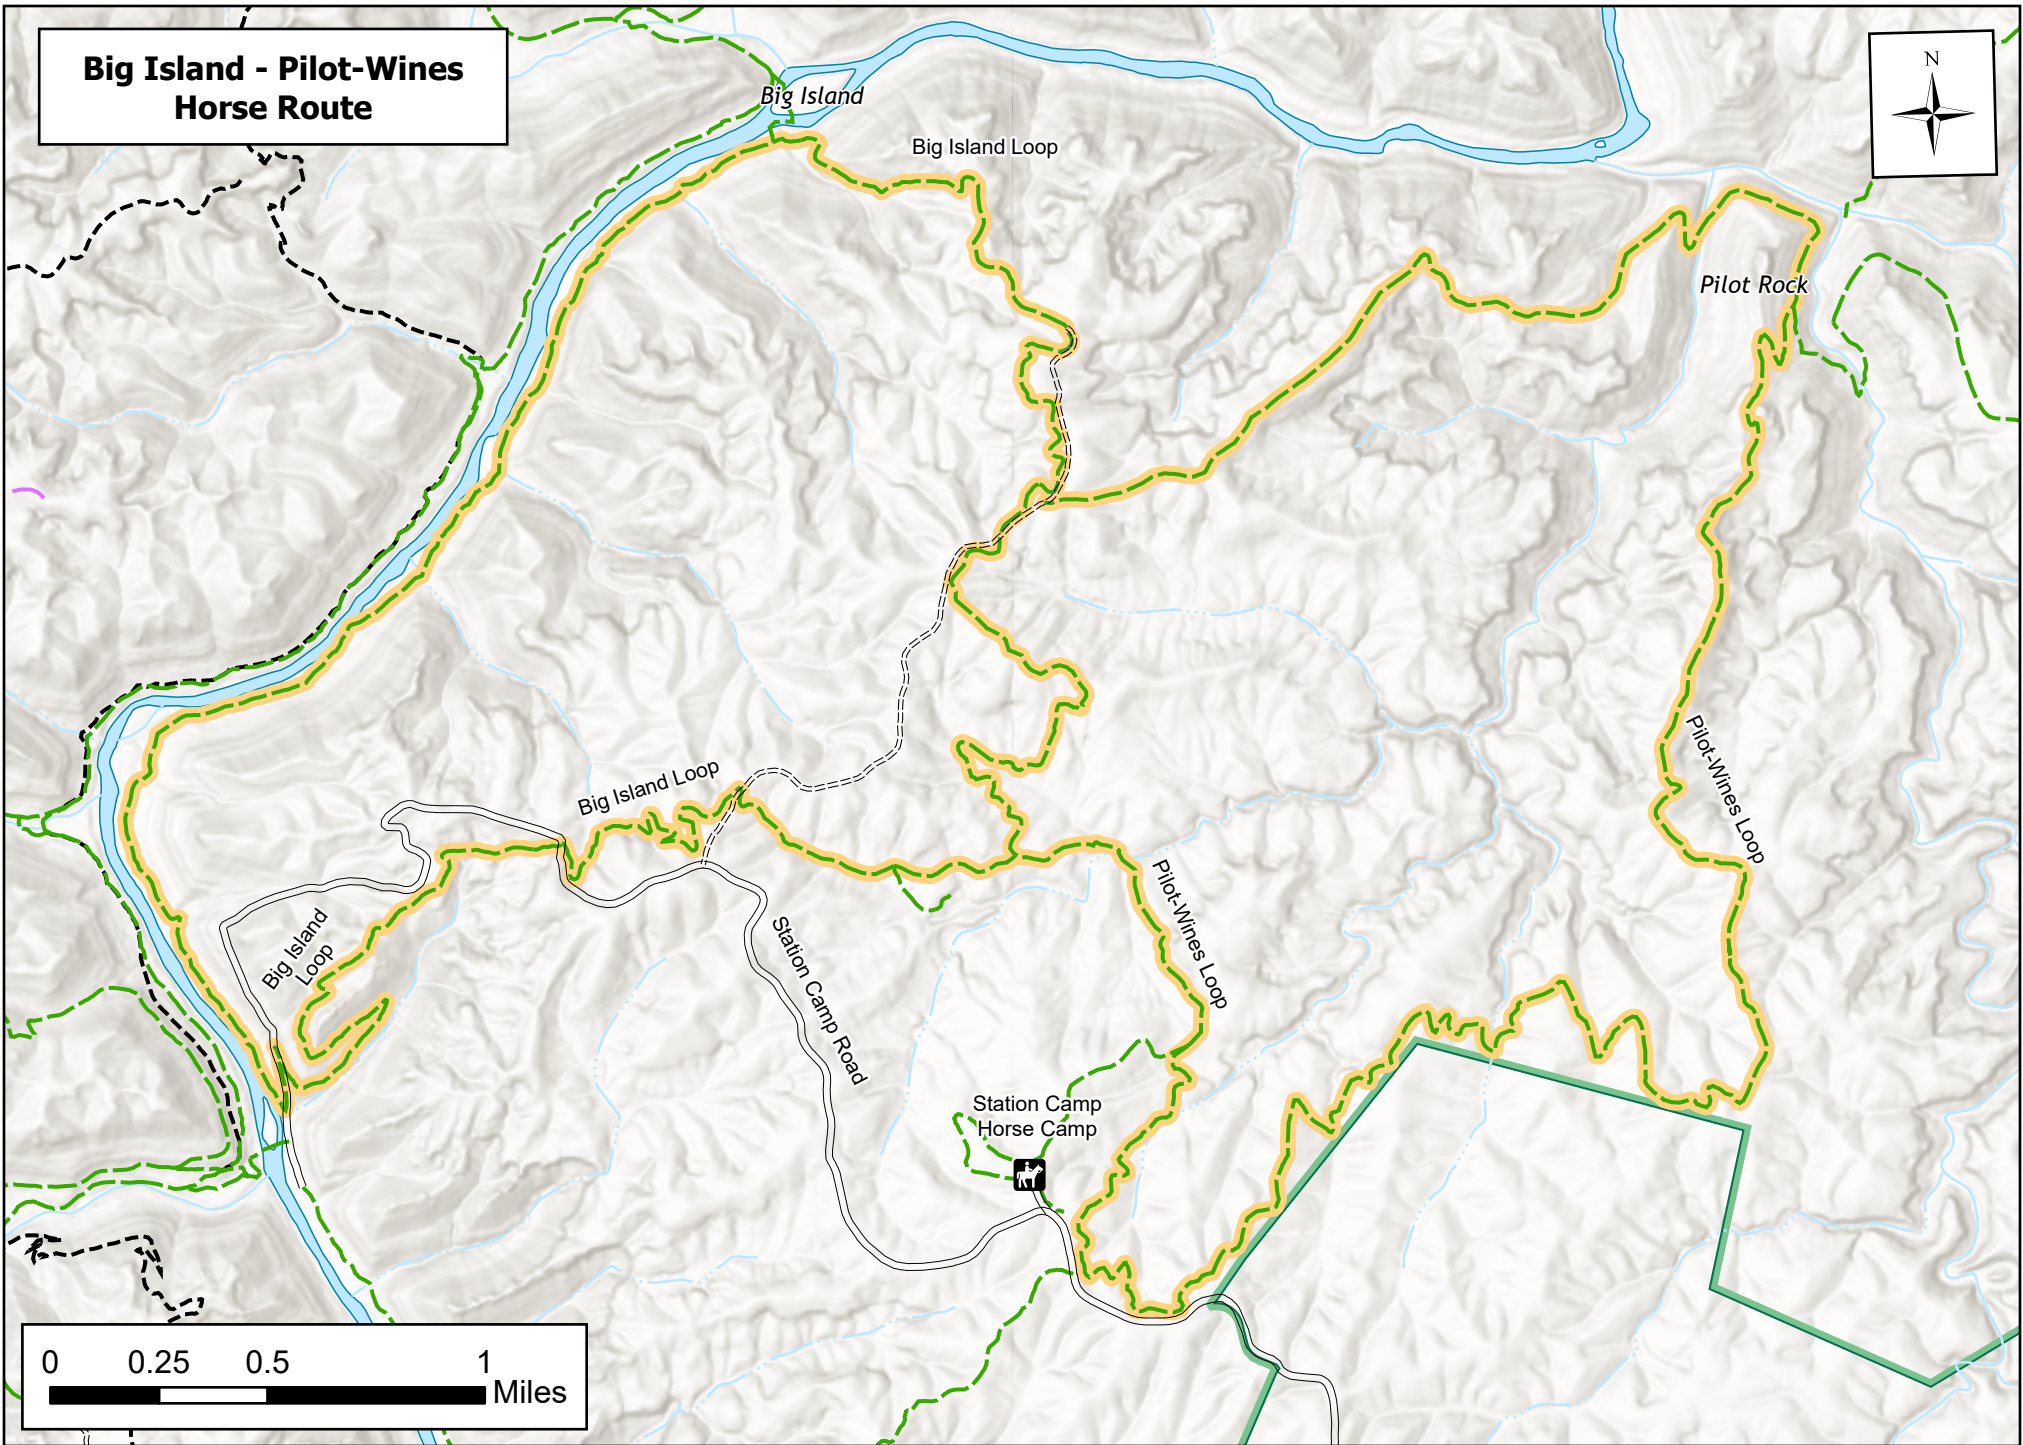 Big Island - Pilot-Wines
Horse Route
N
Big Island
Big Island Loop
Pilot Rock
Pilot-Wines Loop
Big Island Loop
Pilot-Wines Loop
Big Island
Loop
Station Camp Road
Station Camp
Horse Camp
0 0.25 0.5 1
Miles